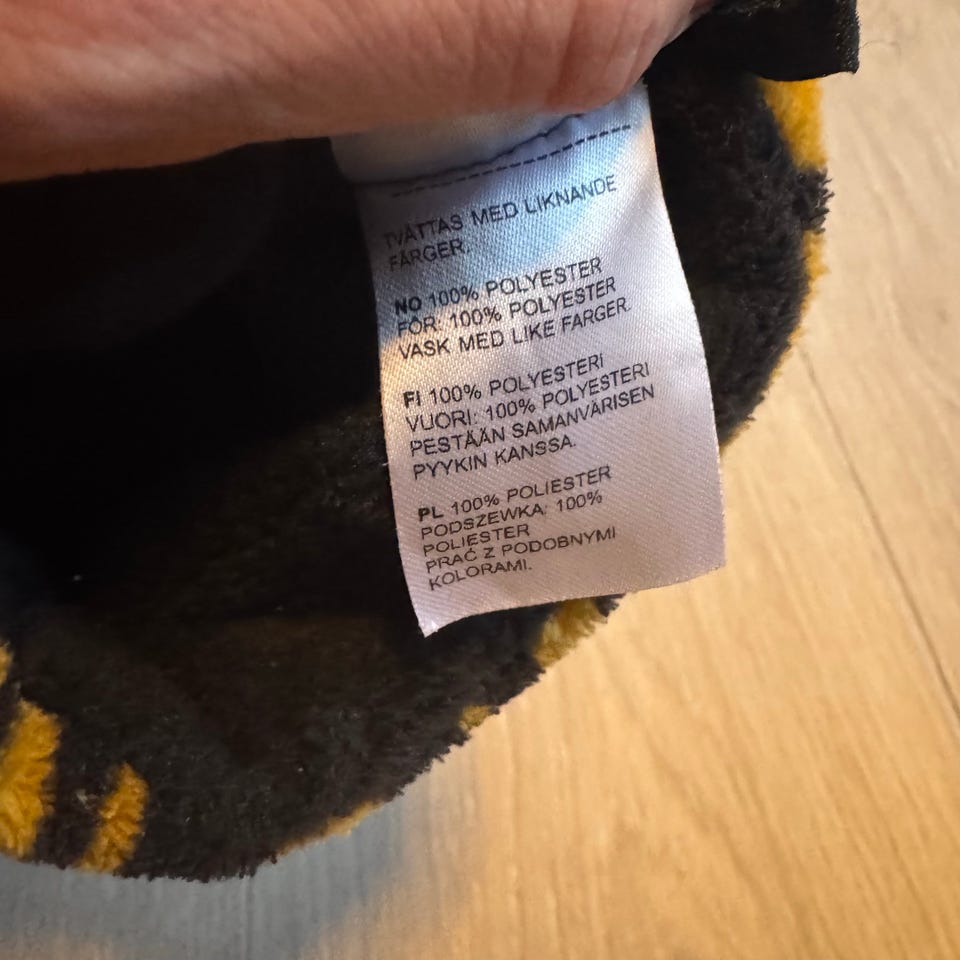 TVÄTTAS MED LIKNANDE
FÄRGER.
NO 100% POLYESTER
FÔR: 100% POLYESTER
VASK MED LIKE FARGER.
FI 100% POLYESTERI
VUORI: 100% POLYESTERI
PESTÄÄN SAMANVÄRISEN
PYYKIN KANSSA.
PL 100% POLIESTER
PODSZEWKA: 100%
POLIESTER
PRAĆ Z PODOBNYMI
KOLORAMI.